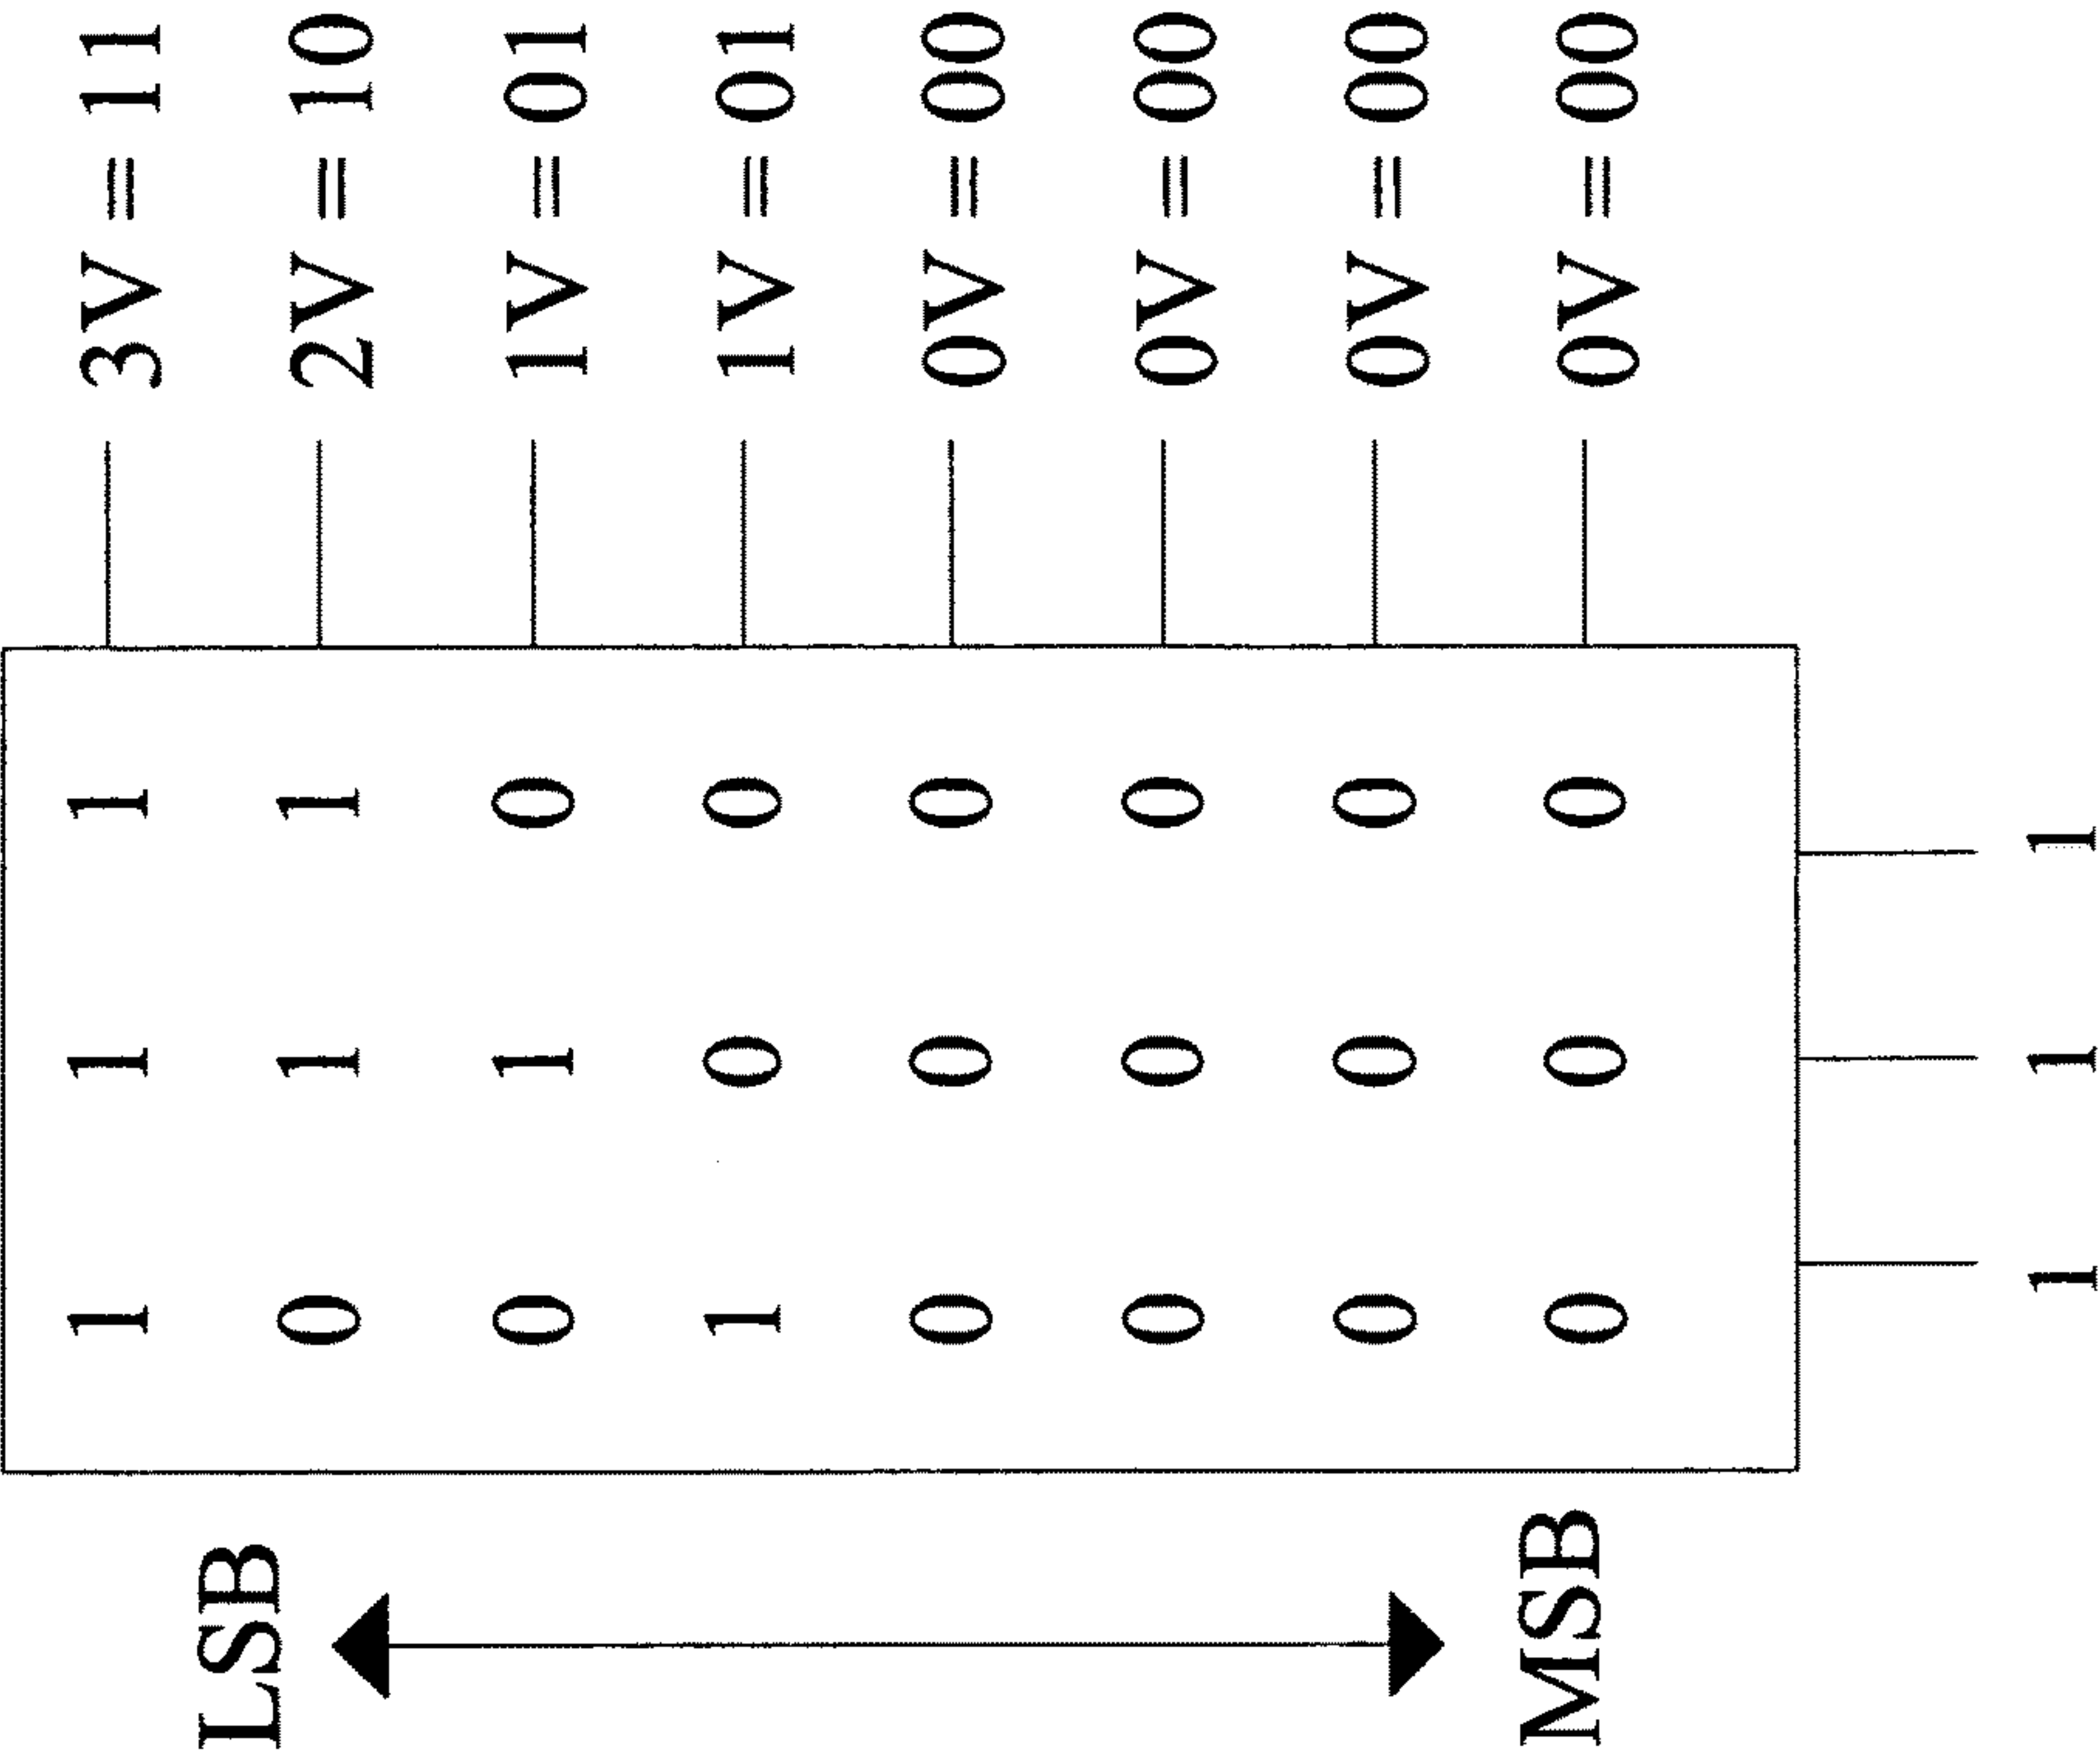 1 1 1 3V = 11
LSB
0 1 1 2V = 10
0 1 0 1V = 01
1 0 0 1V = 01
0 0 0 0V = 00
0 0 0 0V = 00
0 0 0 0V = 00
MSB
0 0 0 0V = 00
1 1 1